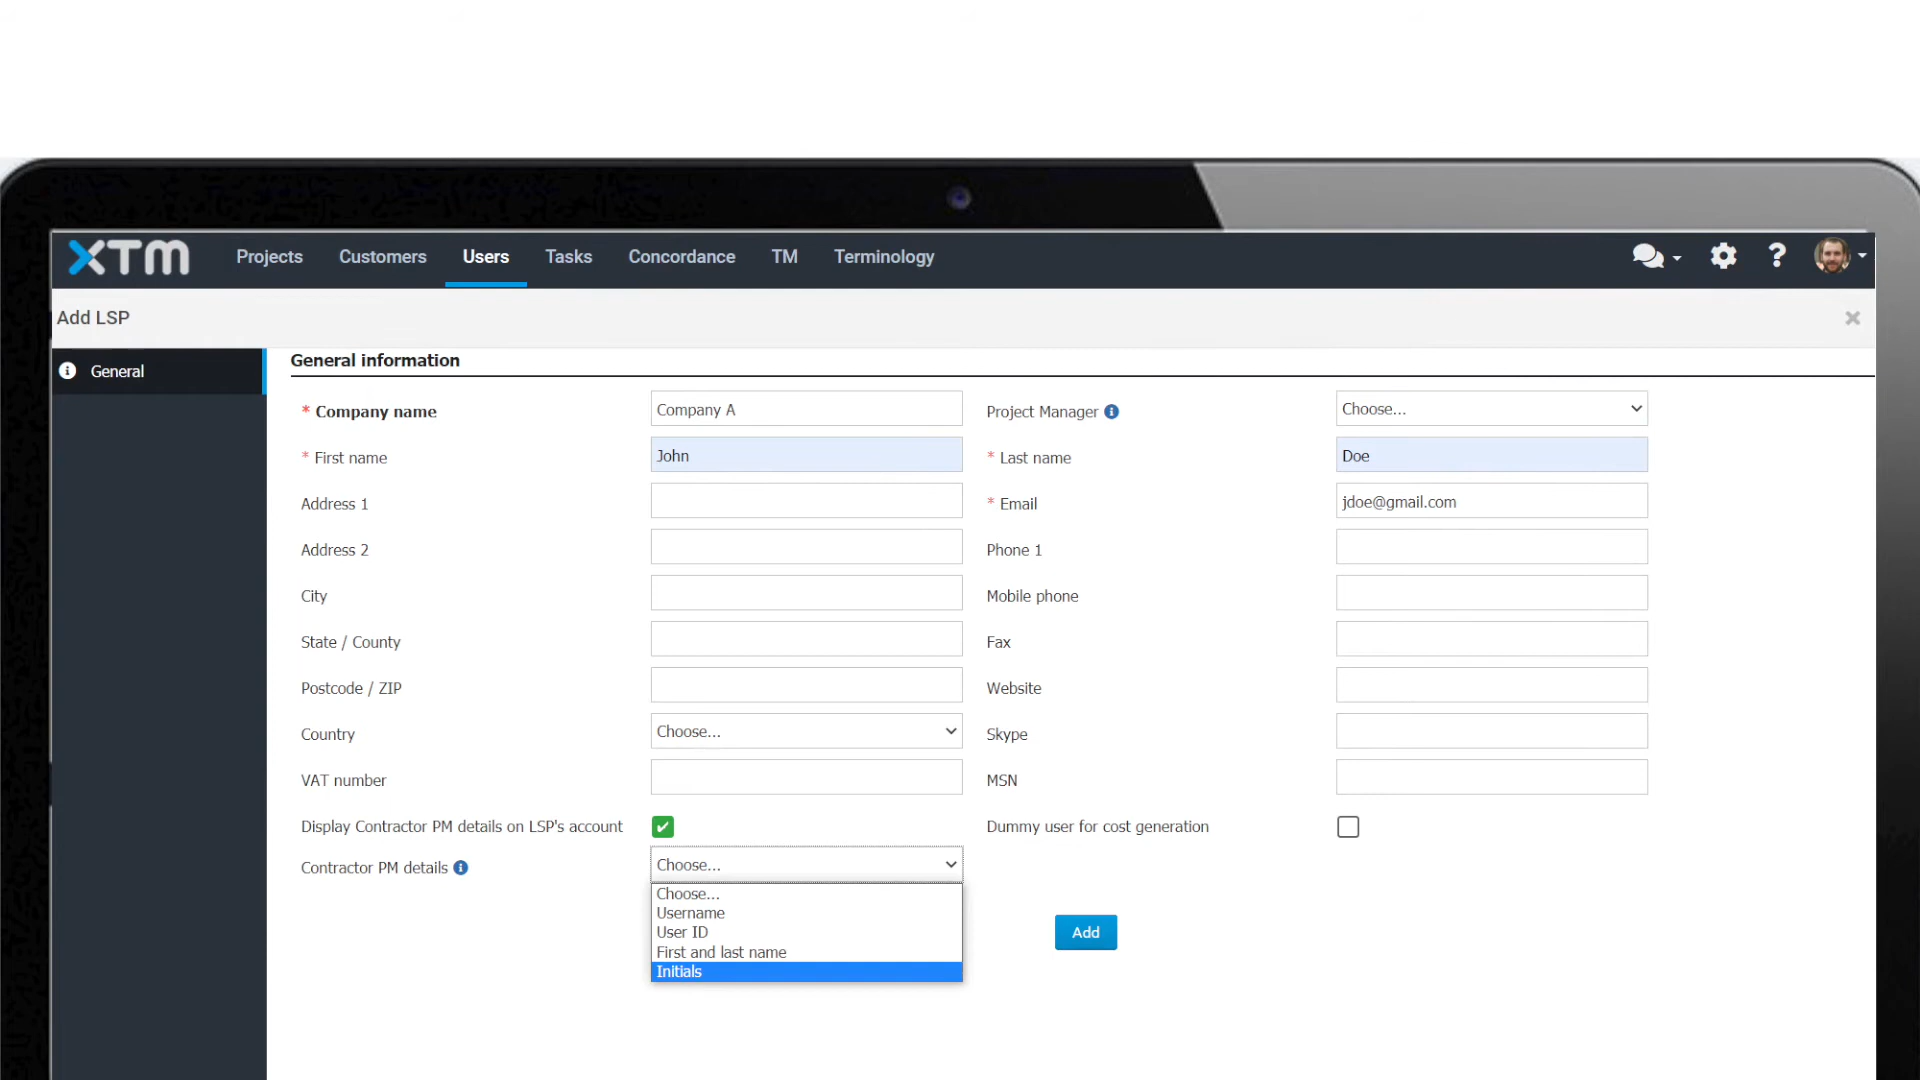 XTM Projects Customers Users Tasks Concordance TM Terminology
Add LSP
General
General information
* Company name Company A Project Manager Choose...
* First name John * Last name Doe
Address 1 * Email jdoe@gmail.com
Address 2 Phone 1
City Mobile phone
State / County Fax
Postcode / ZIP Website
Country Choose... Skype
VAT number MSN
Display Contractor PM details on LSP's account Dummy user for cost generation
Contractor PM details Choose...
Choose...
Username
User ID
First and last name
Initials
Add